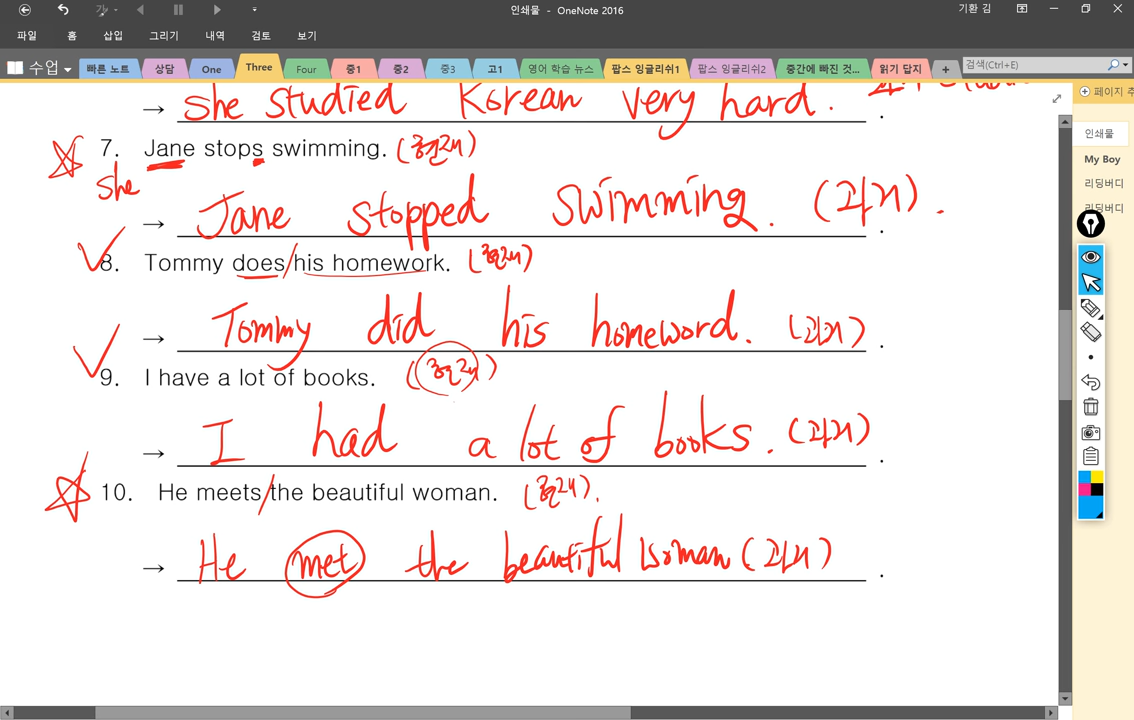 인쇄물 - OneNote 2016
기환 김
파일 홈 삽입 그리기 내역 검토 보기
수업 빠른 노트 상담 One Three Four 중1 중2 중3 고1 영어 학습 뉴스 팝스 잉글리쉬1 팝스 잉글리쉬2 중간에 빠진 것... 읽기 답지 + 검색(Ctrl+E)
페이지 추
인쇄물
My Boy
리딩버디
리딩버디
→ she studied Korean very hard. .
7. Jane stops swimming. (현재)
she
→ Jane stopped swimming. (과거). .
8. Tommy does/his homework. (현재)
→ Tommy did his homeword. (과거) .
9. I have a lot of books. (현재)
→ I had a lot of books. (과거) .
10. He meets/the beautiful woman. (현재).
→ He met the beautiful woman (과거) .